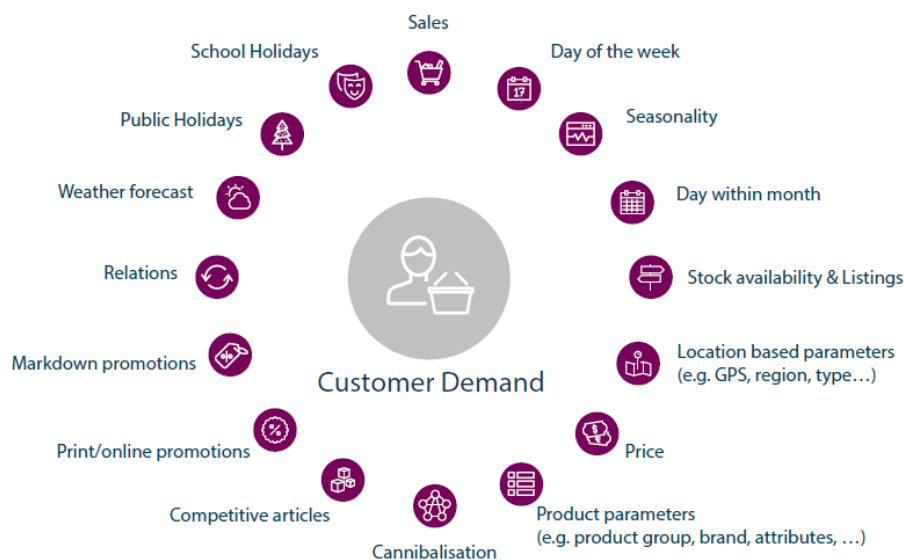 Sales
School Holidays
Day of the week
Public Holidays
Seasonality
Weather forecast
Day within month
Relations
Stock availability & Listings
Markdown promotions
Location based parameters
(e.g. GPS, region, type…)
Customer Demand
Print/online promotions
Price
Competitive articles
Product parameters
(e.g. product group, brand, attributes, …)
Cannibalisation
17